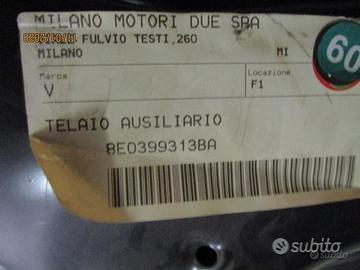 MILANO MOTORI DUE SPA
FULVIO TESTI,260
MILANO MI
Marca Locazione
V F1
TELAIO AUSILIARIO
8E0399313BA
60
subito